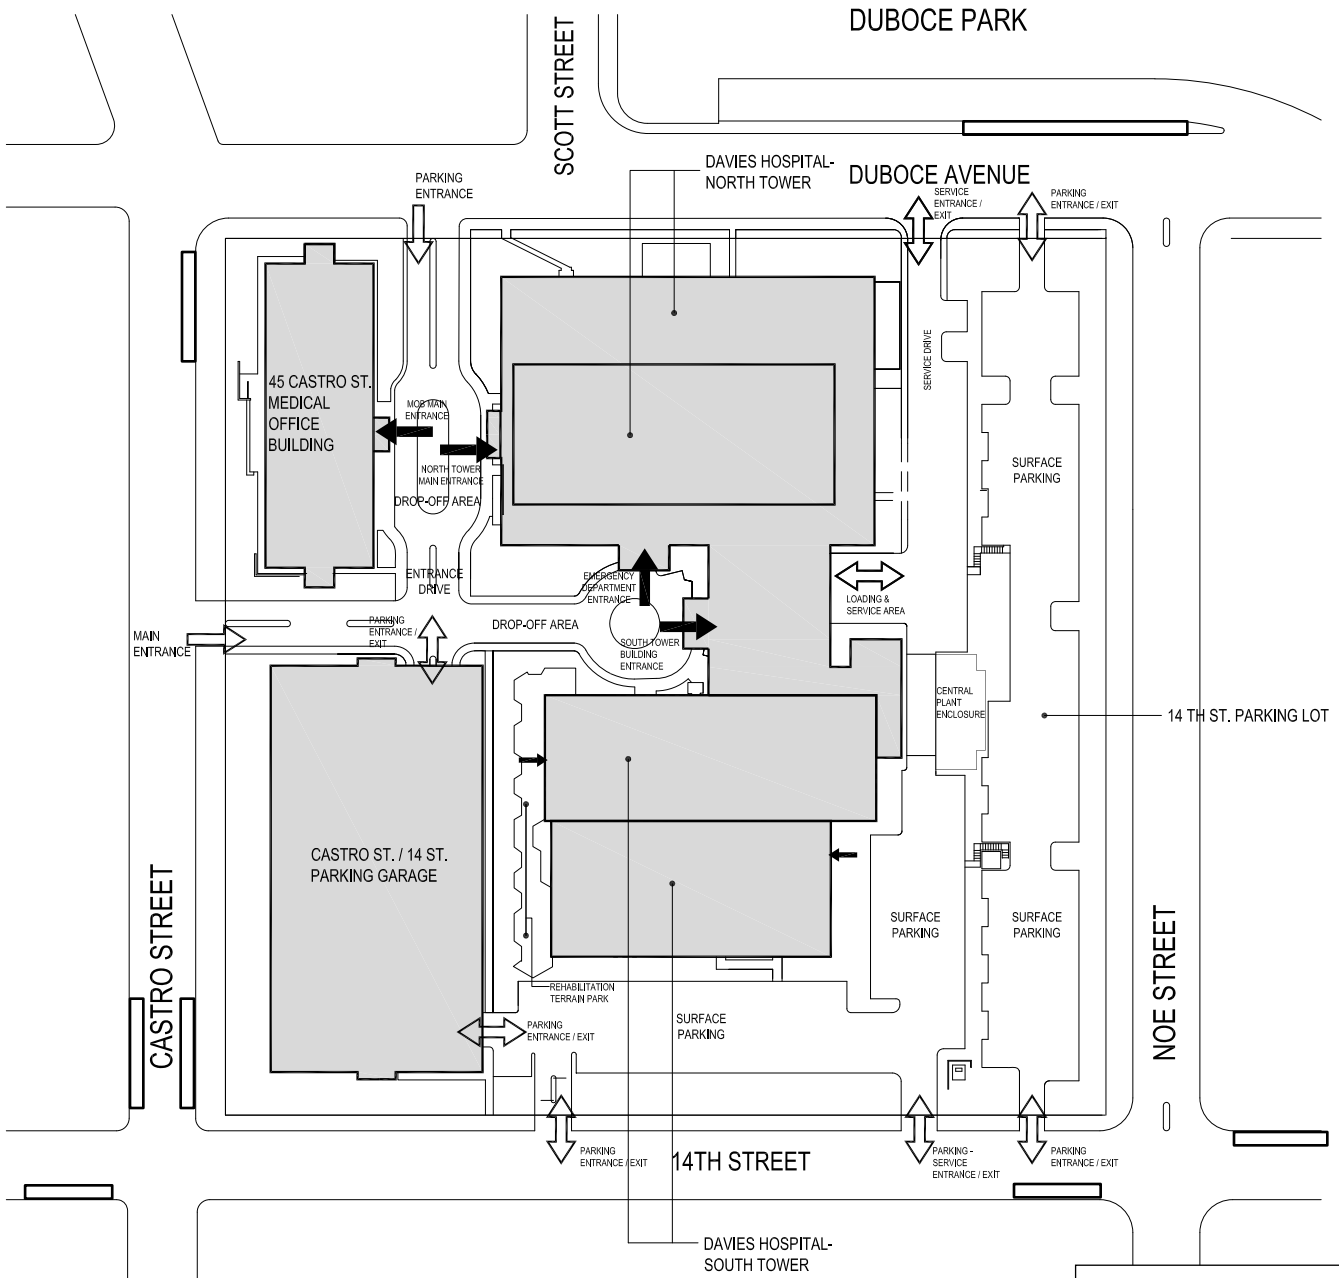 DUBOCE PARK
SCOTT STREET
DAVIES HOSPITAL-
NORTH TOWER
DUBOCE AVENUE
PARKING
ENTRANCE
SERVICE
ENTRANCE /
EXIT
PARKING
ENTRANCE / EXIT
SERVICE DRIVE
45 CASTRO ST.
MEDICAL
OFFICE
BUILDING
MOB MAIN
ENTRANCE
NORTH TOWER
MAIN ENTRANCE
DROP-OFF AREA
SURFACE
PARKING
ENTRANCE
DRIVE
EMERGENCY
DEPARTMENT
ENTRANCE
LOADING &
SERVICE AREA
PARKING
ENTRANCE /
EXIT
DROP-OFF AREA
MAIN
ENTRANCE
SOUTH TOWER
BUILDING
ENTRANCE
CENTRAL
PLANT
ENCLOSURE
14 TH ST. PARKING LOT
CASTRO ST. / 14 ST.
PARKING GARAGE
CASTRO STREET
SURFACE
PARKING
SURFACE
PARKING
NOE STREET
REHABILITATION
TERRAIN PARK
PARKING
ENTRANCE / EXIT
SURFACE
PARKING
PARKING
ENTRANCE / EXIT
14TH STREET
PARKING -
SERVICE
ENTRANCE / EXIT
PARKING
ENTRANCE / EXIT
DAVIES HOSPITAL-
SOUTH TOWER